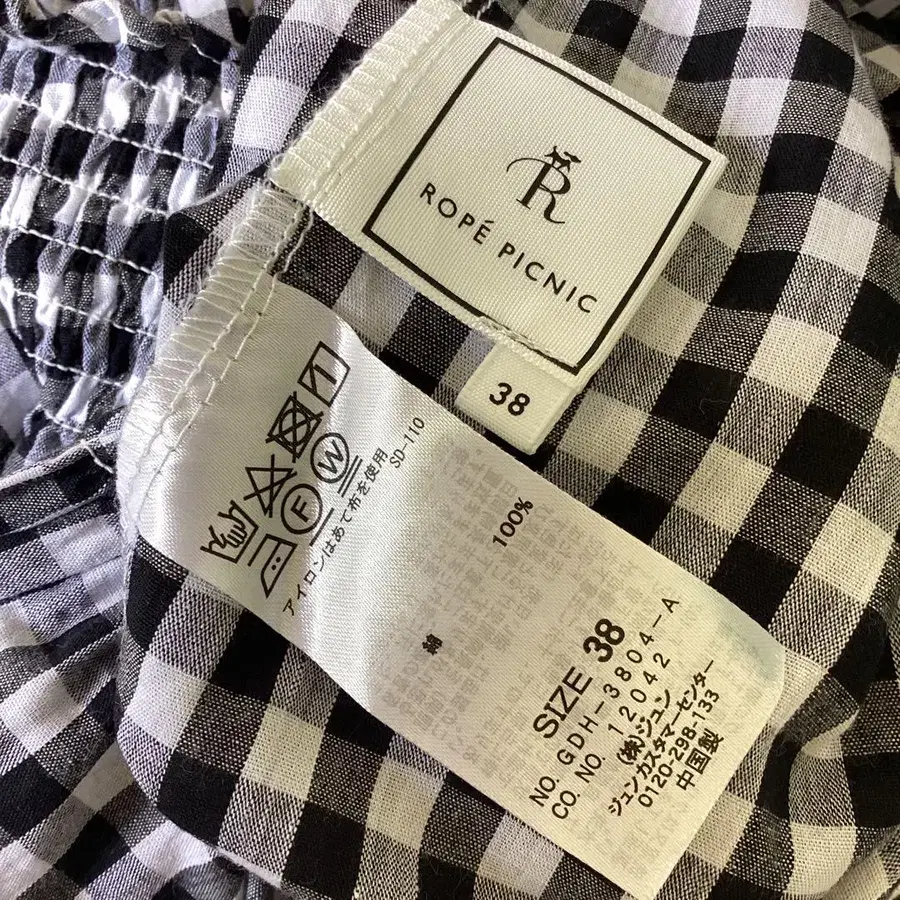 R
ROPÉ PICNIC
38
W
F
アイロンはあて布を使用
SD-110
綿 100%
SIZE 38
NO. GDH-3804-A
CO. NO. 12042
(株)ジュン
ジュンカスタマーセンター
0120-298-133
中国製